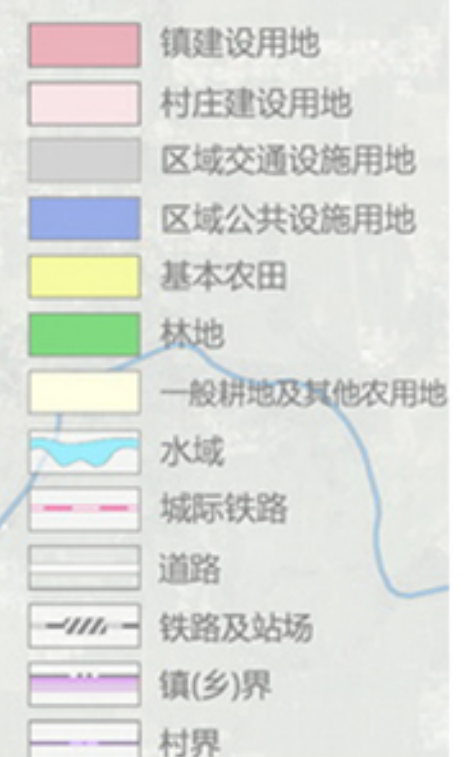 镇建设用地
村庄建设用地
区域交通设施用地
区域公共设施用地
基本农田
林地
一般耕地及其他农用地
水域
城际铁路
道路
铁路及站场
镇(乡)界
村界